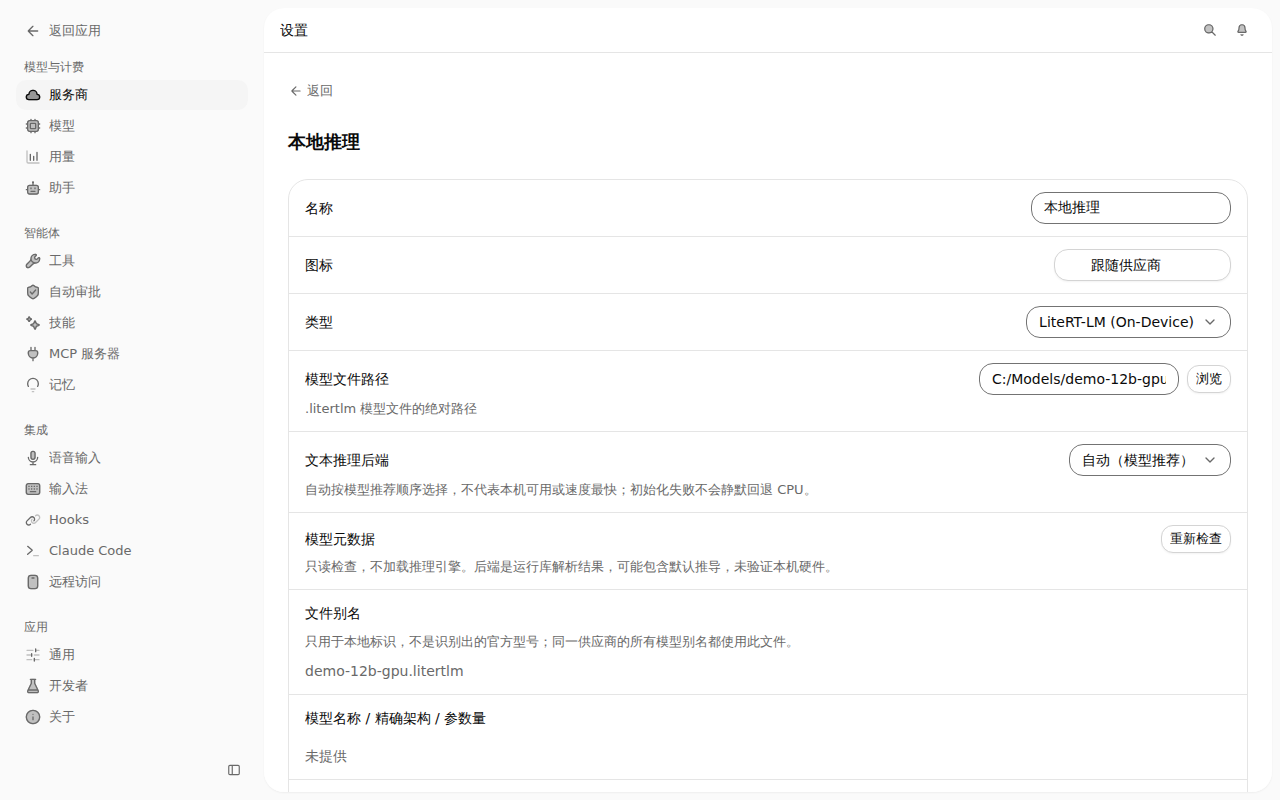 返回应用
模型与计费
服务商
模型
用量
助手
智能体
工具
自动审批
技能
MCP 服务器
记忆
集成
语音输入
输入法
Hooks
Claude Code
远程访问
应用
通用
开发者
关于
设置
返回
本地推理
名称
本地推理
图标
跟随供应商
类型
LiteRT-LM (On-Device)
模型文件路径
C:/Models/demo-12b-gpu
浏览
.litertlm 模型文件的绝对路径
文本推理后端
自动（模型推荐）
自动按模型推荐顺序选择，不代表本机可用或速度最快；初始化失败不会静默回退 CPU。
模型元数据
重新检查
只读检查，不加载推理引擎。后端是运行库解析结果，可能包含默认推导，未验证本机硬件。
文件别名
只用于本地标识，不是识别出的官方型号；同一供应商的所有模型别名都使用此文件。
demo-12b-gpu.litertlm
模型名称 / 精确架构 / 参数量
未提供